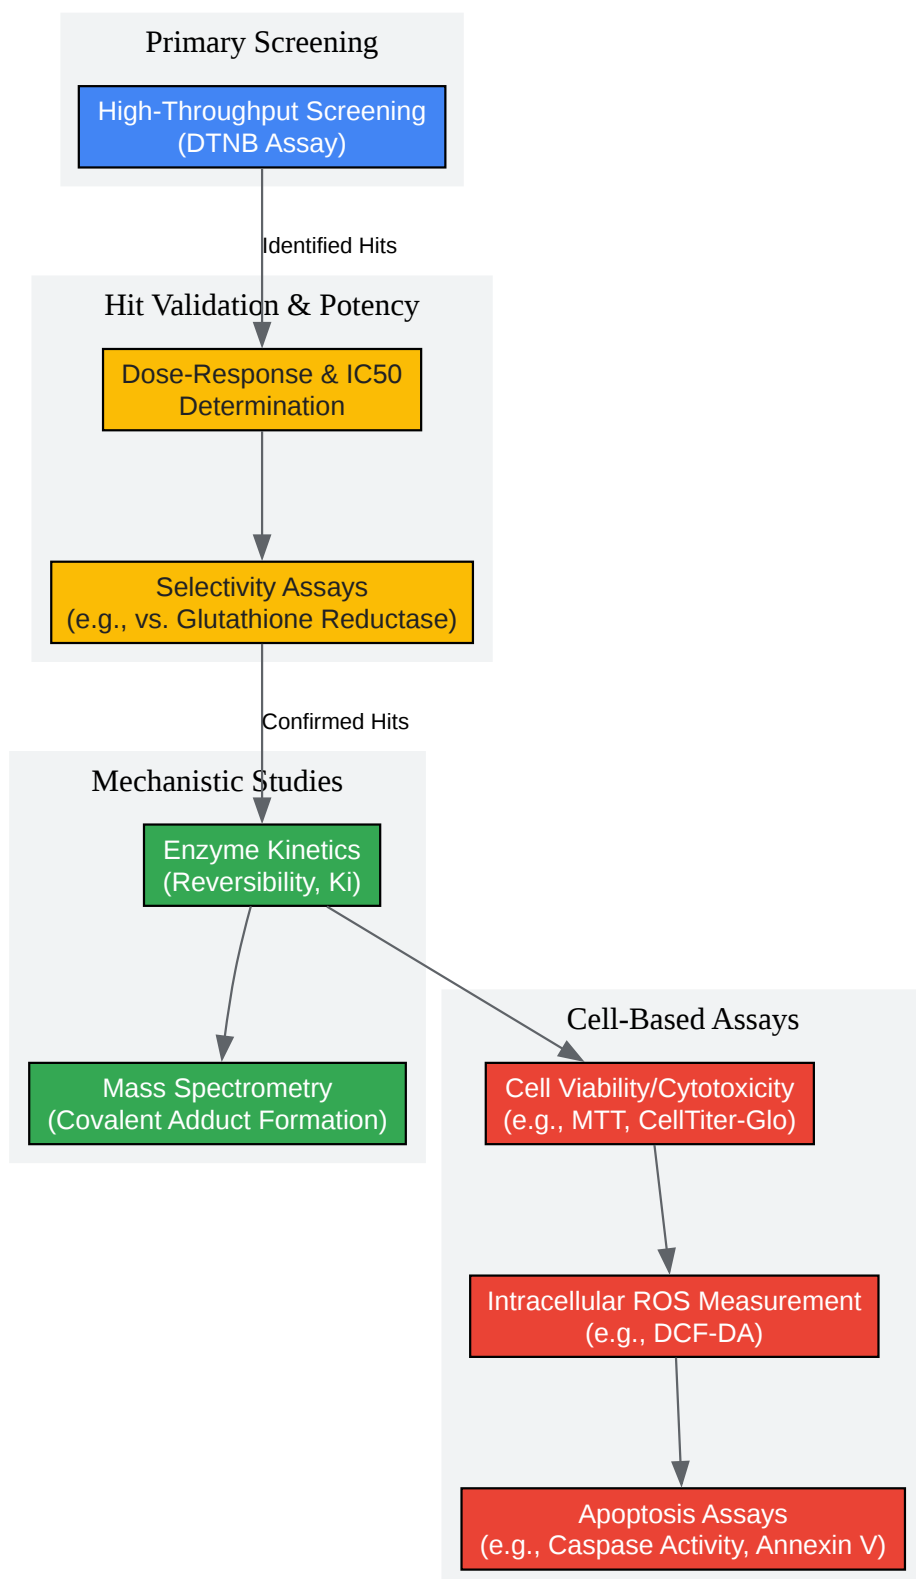 Primary Screening
High-Throughput Screening
(DTNB Assay)
Identified Hits
Hit Validation & Potency
Dose-Response & IC50
Determination
Selectivity Assays
(e.g., vs. Glutathione Reductase)
Confirmed Hits
Mechanistic Studies
Enzyme Kinetics
(Reversibility, Ki)
Mass Spectrometry
(Covalent Adduct Formation)
Cell-Based Assays
Cell Viability/Cytotoxicity
(e.g., MTT, CellTiter-Glo)
Intracellular ROS Measurement
(e.g., DCF-DA)
Apoptosis Assays
(e.g., Caspase Activity, Annexin V)